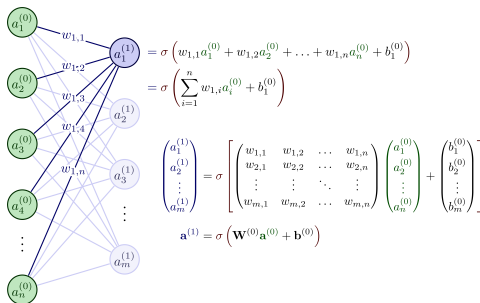 a_1^{(0)}
a_2^{(0)}
a_3^{(0)}
a_4^{(0)}
⋮
a_n^{(0)}
w_{1,1}
w_{1,2}
w_{1,3}
w_{1,4}
w_{1,n}
a_1^{(1)}
a_2^{(1)}
a_3^{(1)}
⋮
a_m^{(1)}
= σ ( w_{1,1}a_1^{(0)} + w_{1,2}a_2^{(0)} + … + w_{1,n}a_n^{(0)} + b_1^{(0)} )
= σ ( ∑_{i=1}^{n} w_{1,i}a_i^{(0)} + b_1^{(0)} )
( a_1^{(1)} a_2^{(1)} ⋮ a_m^{(1)} ) = σ [ ( w_{1,1} w_{1,2} … w_{1,n} w_{2,1} w_{2,2} … w_{2,n} ⋮ ⋮ ⋱ ⋮ w_{m,1} w_{m,2} … w_{m,n} ) ( a_1^{(0)} a_2^{(0)} ⋮ a_n^{(0)} ) + ( b_1^{(0)} b_2^{(0)} ⋮ b_m^{(0)} ) ]
a^{(1)} = σ ( W^{(0)}a^{(0)} + b^{(0)} )